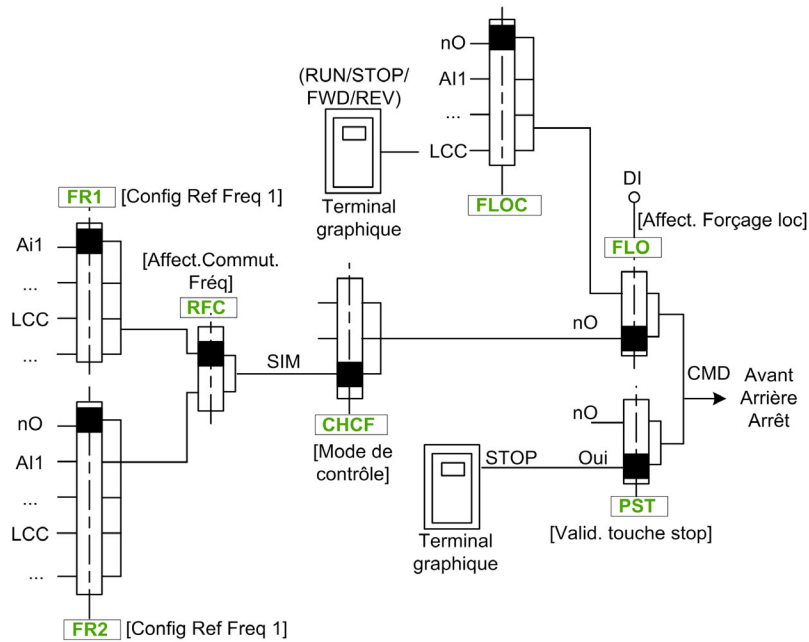 nO
AI1
...
LCC
(RUN/STOP/
FWD/REV)
Terminal
graphique
FLOC
DI
[Affect. Forçage loc]
FLO
FR1 [Config Ref Freq 1]
Ai1
...
LCC
...
[Affect.Commut.
Fréq]
RFC
SIM
nO
CHCF
[Mode de
contrôle]
CMD
Avant
Arrière
Arrêt
nO
AI1
...
LCC
...
FR2 [Config Ref Freq 1]
nO
STOP
Oui
Terminal
graphique
PST
[Valid. touche stop]